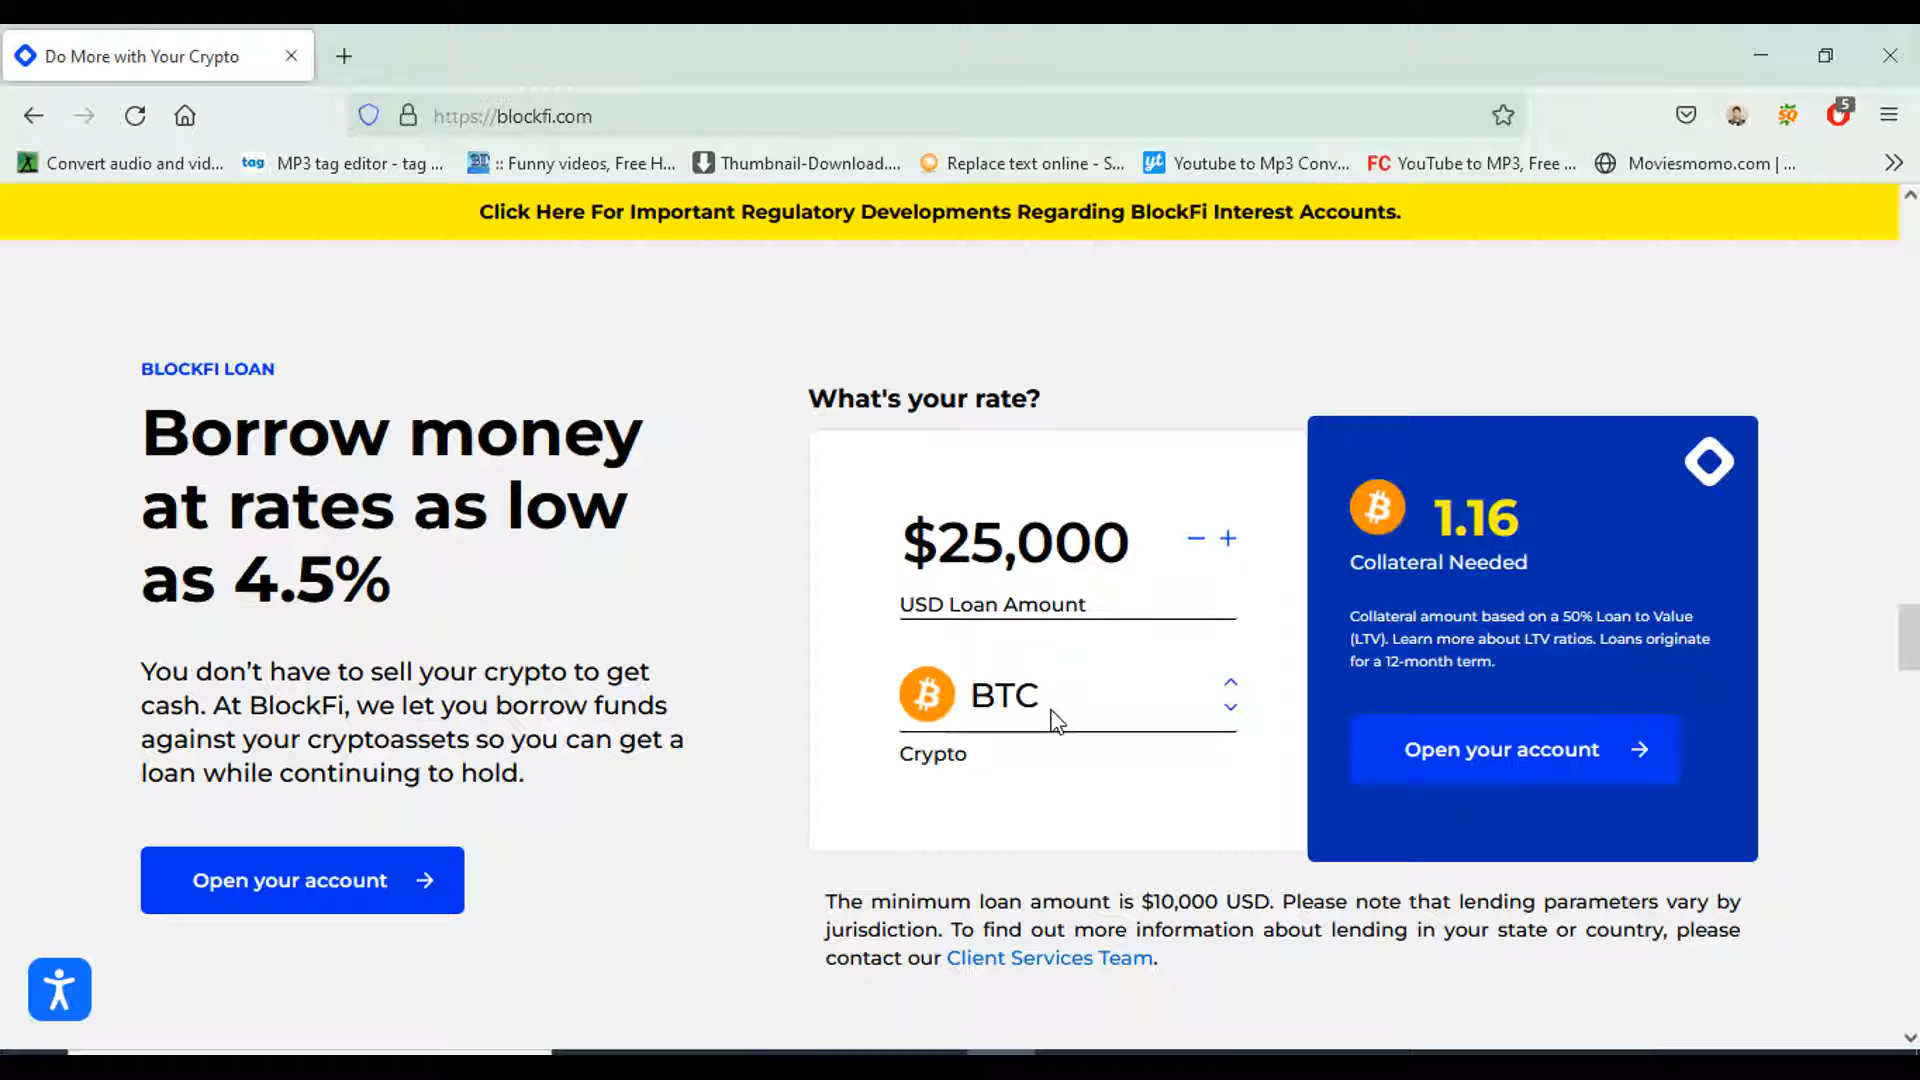 Do More with Your Crypto
https://blockfi.com
5
Convert audio and vid...
tag MP3 tag editor - tag ...
:: Funny videos, Free H...
Thumbnail-Download....
Replace text online - S...
yt Youtube to Mp3 Conv...
FC YouTube to MP3, Free ...
Moviesmomo.com | ...
Click Here For Important Regulatory Developments Regarding BlockFi Interest Accounts.
BLOCKFI LOAN
Borrow money
at rates as low
as 4.5%
You don’t have to sell your crypto to get
cash. At BlockFi, we let you borrow funds
against your cryptoassets so you can get a
loan while continuing to hold.
Open your account
What's your rate?
$25,000
USD Loan Amount
BTC
Crypto
1.16
Collateral Needed
Collateral amount based on a 50% Loan to Value
(LTV). Learn more about LTV ratios. Loans originate
for a 12-month term.
Open your account
The minimum loan amount is $10,000 USD. Please note that lending parameters vary by
jurisdiction. To find out more information about lending in your state or country, please
contact our Client Services Team.